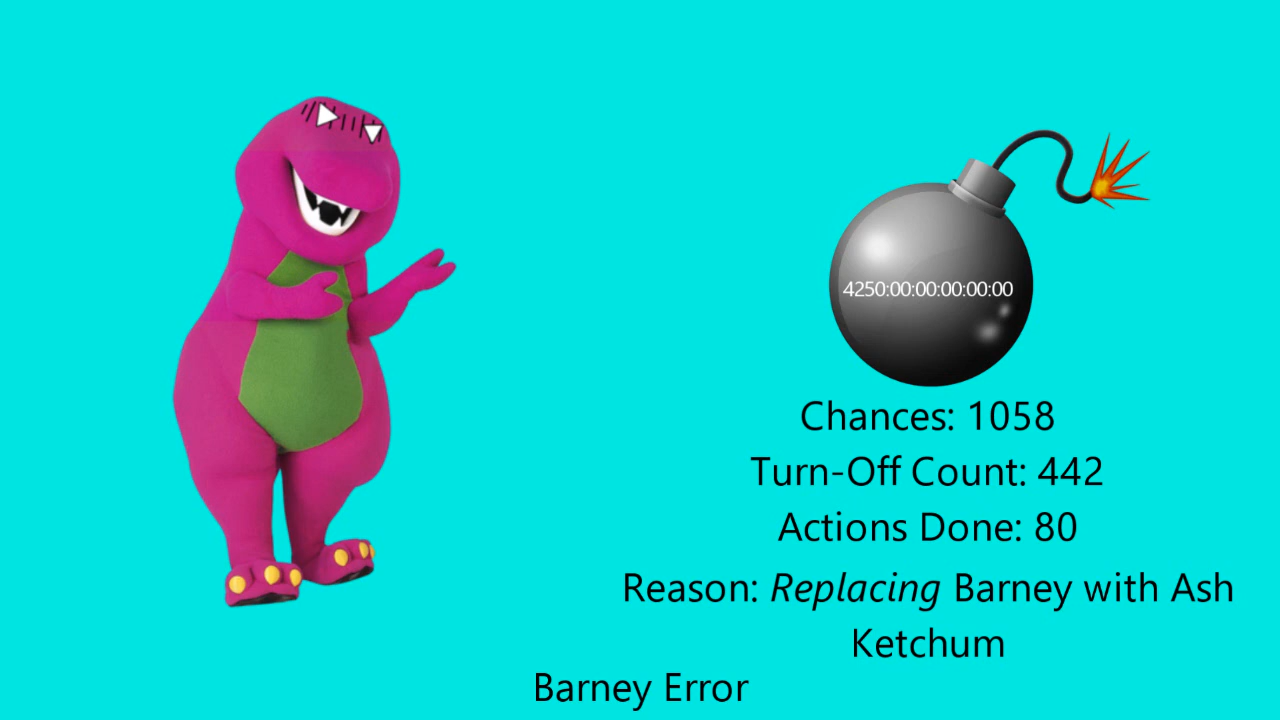 4250:00:00:00:00:00
Chances: 1058
Turn-Off Count: 442
Actions Done: 80
Reason: Replacing Barney with Ash
Ketchum
Barney Error